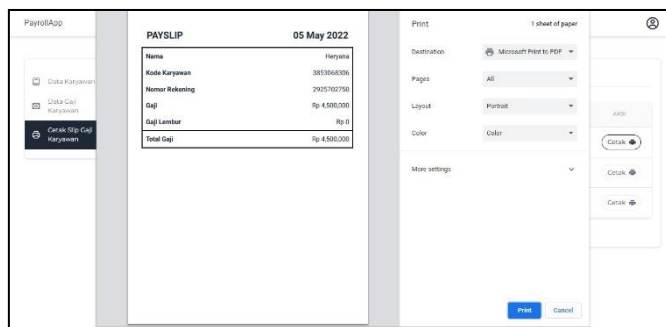 PayrollApp
Data Karyawan
Data Gaji
Karyawan
Cetak Slip Gaji
Karyawan
PAYSLIP 05 May 2022
Nama Heryana
Kode Karyawan 3853068306
Nomor Rekening 2925702750
Gaji Rp 4,500,000
Gaji Lembur Rp 0
Total Gaji Rp 4,500,000
Print 1 sheet of paper
Destination Microsoft Print to PDF
Pages All
Layout Portrait
Color Color
More settings
Print Cancel
AKSI
Cetak
Cetak
Cetak